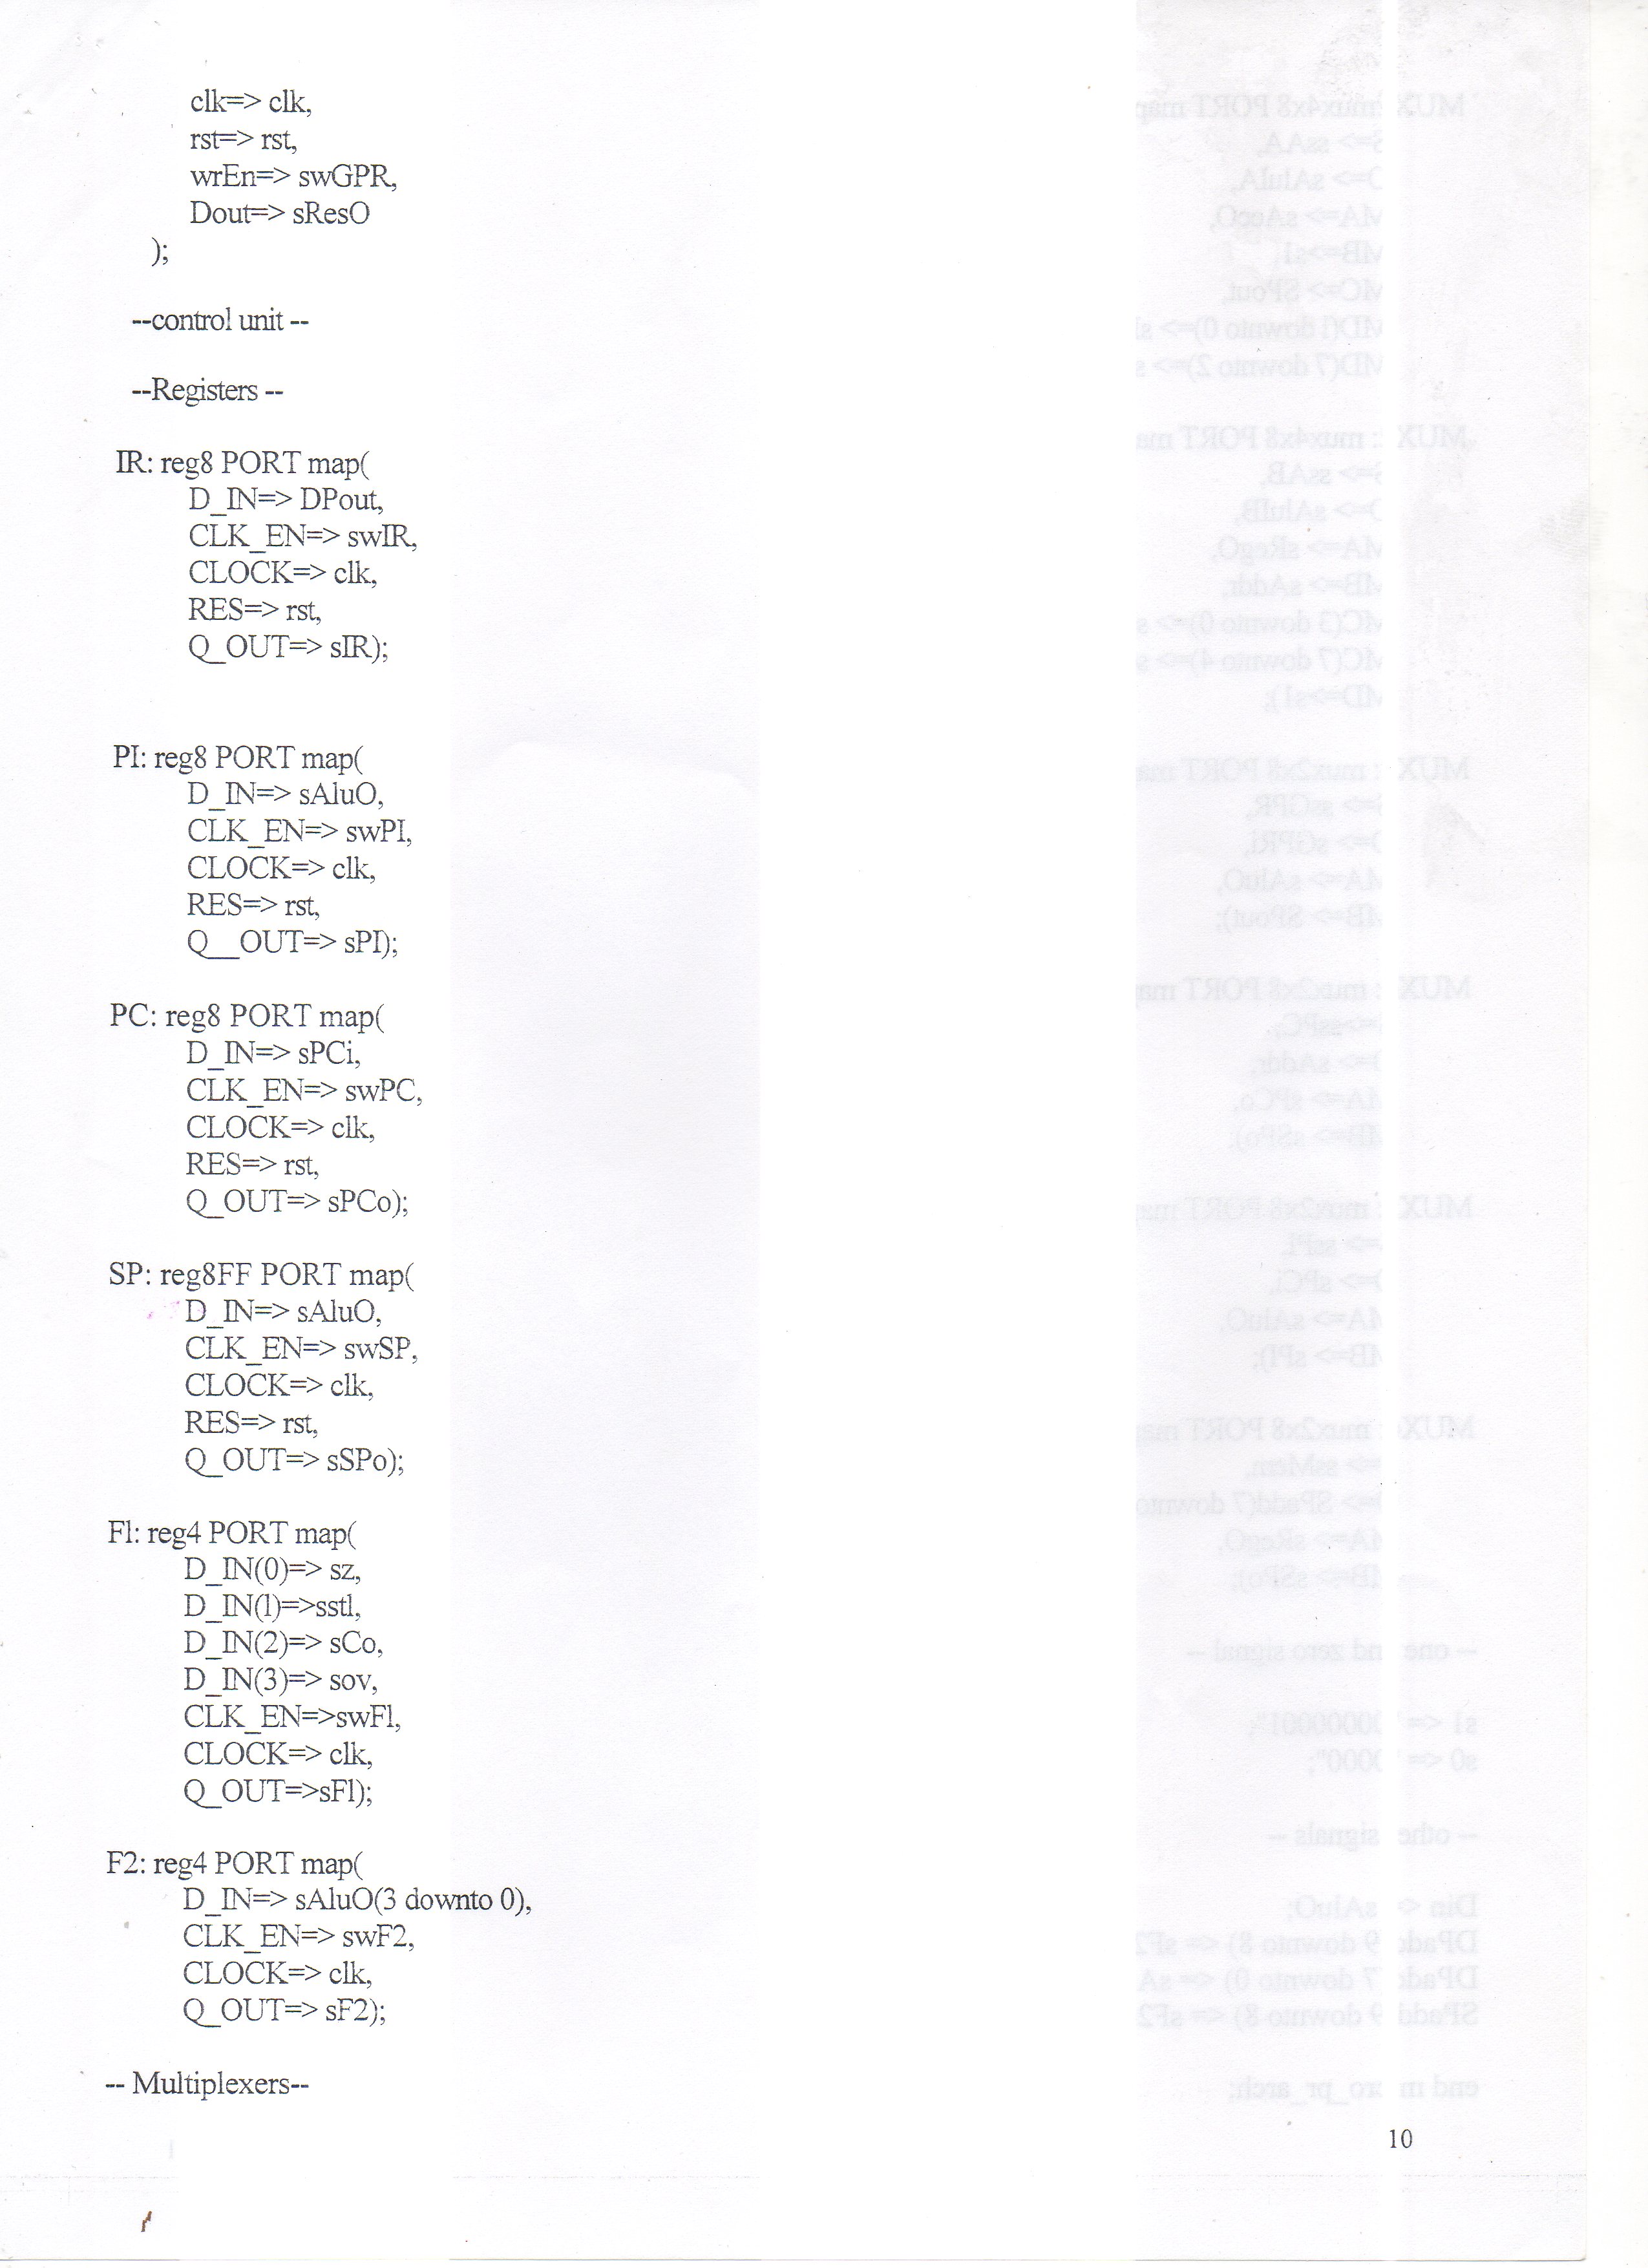 clk=> clk,
rst=> rst,
wrEn=> swGPR,
Dout=> sResO
);
--control unit --
--Registers --
IR: reg8 PORT map(
D_IN=> DPout,
CLK_EN=> swIR,
CLOCK=> clk,
RES=> rst,
Q_OUT=> sIR);
PI: reg8 PORT map(
D_IN=> sAluO,
CLK_EN=> swPI,
CLOCK=> clk,
RES=> rst,
Q__OUT=> sPI);
PC: reg8 PORT map(
D_IN=> sPCi,
CLK_EN=> swPC,
CLOCK=> clk,
RES=> rst,
Q_OUT=> sPCo);
SP: reg8FF PORT map(
D_IN=> sAluO,
CLK_EN=> swSP,
CLOCK=> clk,
RES=> rst,
Q_OUT=> sSPo);
Fl: reg4 PORT map(
D_IN(0)=> sz,
D_IN(l)=>sstl,
D_IN(2)=> sCo,
D_IN(3)=> sov,
CLK_EN=>swFl,
CLOCK=> clk,
Q_OUT=>sFl);
F2: reg4 PORT map(
D_IN=> sAluO(3 downto 0),
CLK_EN=> swF2,
CLOCK=> clk,
Q_OUT=> sF2);
-- Multiplexers--
10